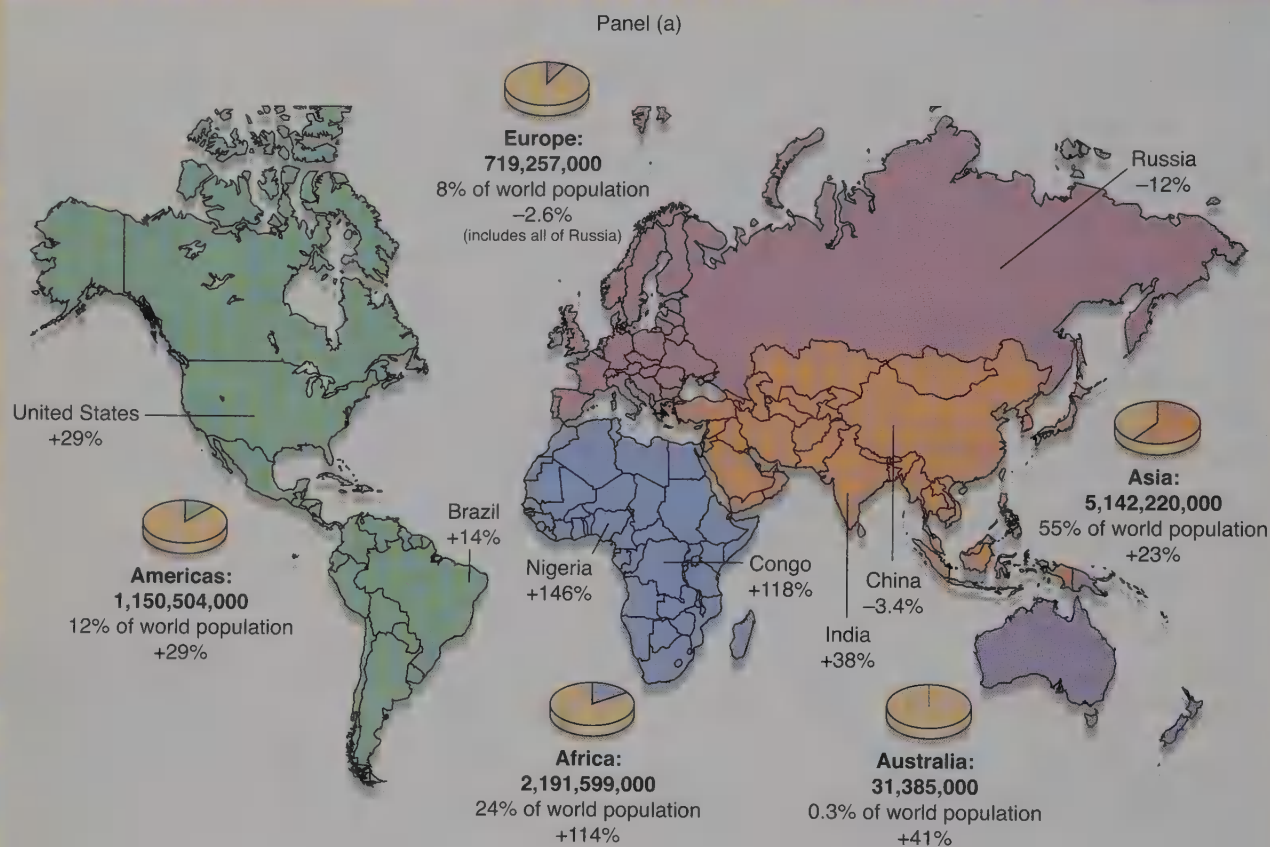 Panel (a)
Europe:
719,257,000
8% of world population
–2.6%
(includes all of Russia)
Russia
–12%
United States
+29%
Asia:
5,142,220,000
55% of world population
+23%
Brazil
+14%
Americas:
1,150,504,000
12% of world population
+29%
Nigeria
+146%
Congo
+118%
China
–3.4%
India
+38%
Africa:
2,191,599,000
24% of world population
+114%
Australia:
31,385,000
0.3% of world population
+41%